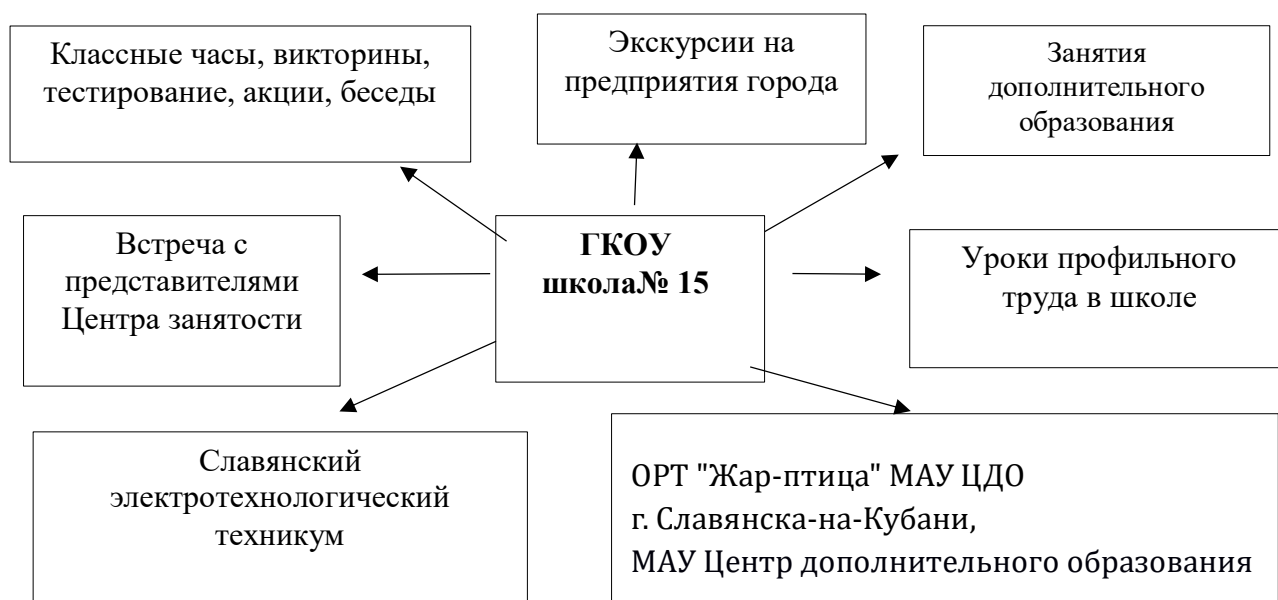 Классные часы, викторины,
тестирование, акции, беседы
Экскурсии на
предприятия города
Занятия
дополнительного
образования
Встреча с
представителями
Центра занятости
ГКОУ
школа№ 15
Уроки профильного
труда в школе
Славянский
электротехнологический
техникум
ОРТ "Жар-птица" МАУ ЦДО
г. Славянска-на-Кубани,
МАУ Центр дополнительного образования